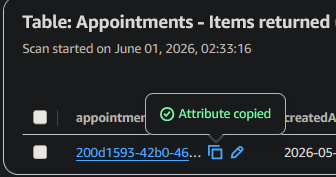 Table: Appointments - Items returned
Scan started on June 01, 2026, 02:33:16
Attribute copied
appointmen
createdA
200d1593-42b0-46... 2026-05-